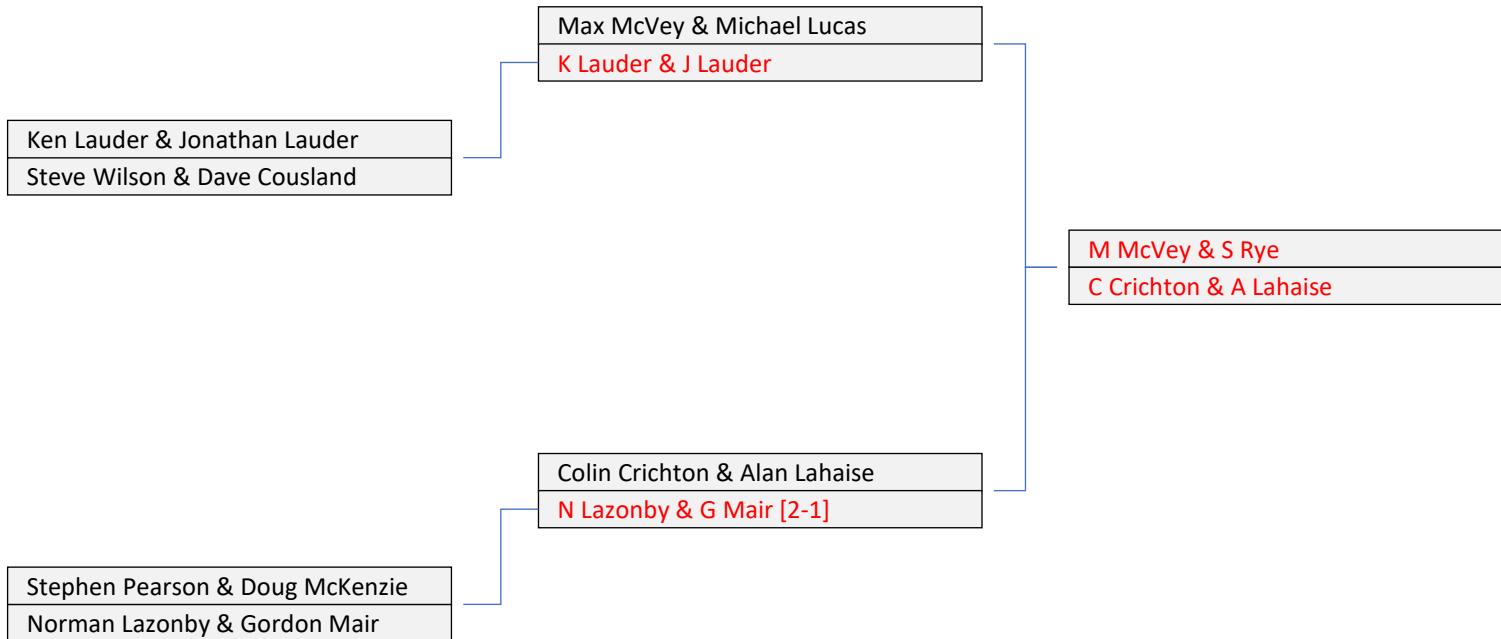 Max McVey & Michael Lucas
K Lauder & J Lauder
Ken Lauder & Jonathan Lauder
Steve Wilson & Dave Cousland
M McVey & S Rye
C Crichton & A Lahaise
Colin Crichton & Alan Lahaise
N Lazonby & G Mair [2-1]
Stephen Pearson & Doug McKenzie
Norman Lazonby & Gordon Mair